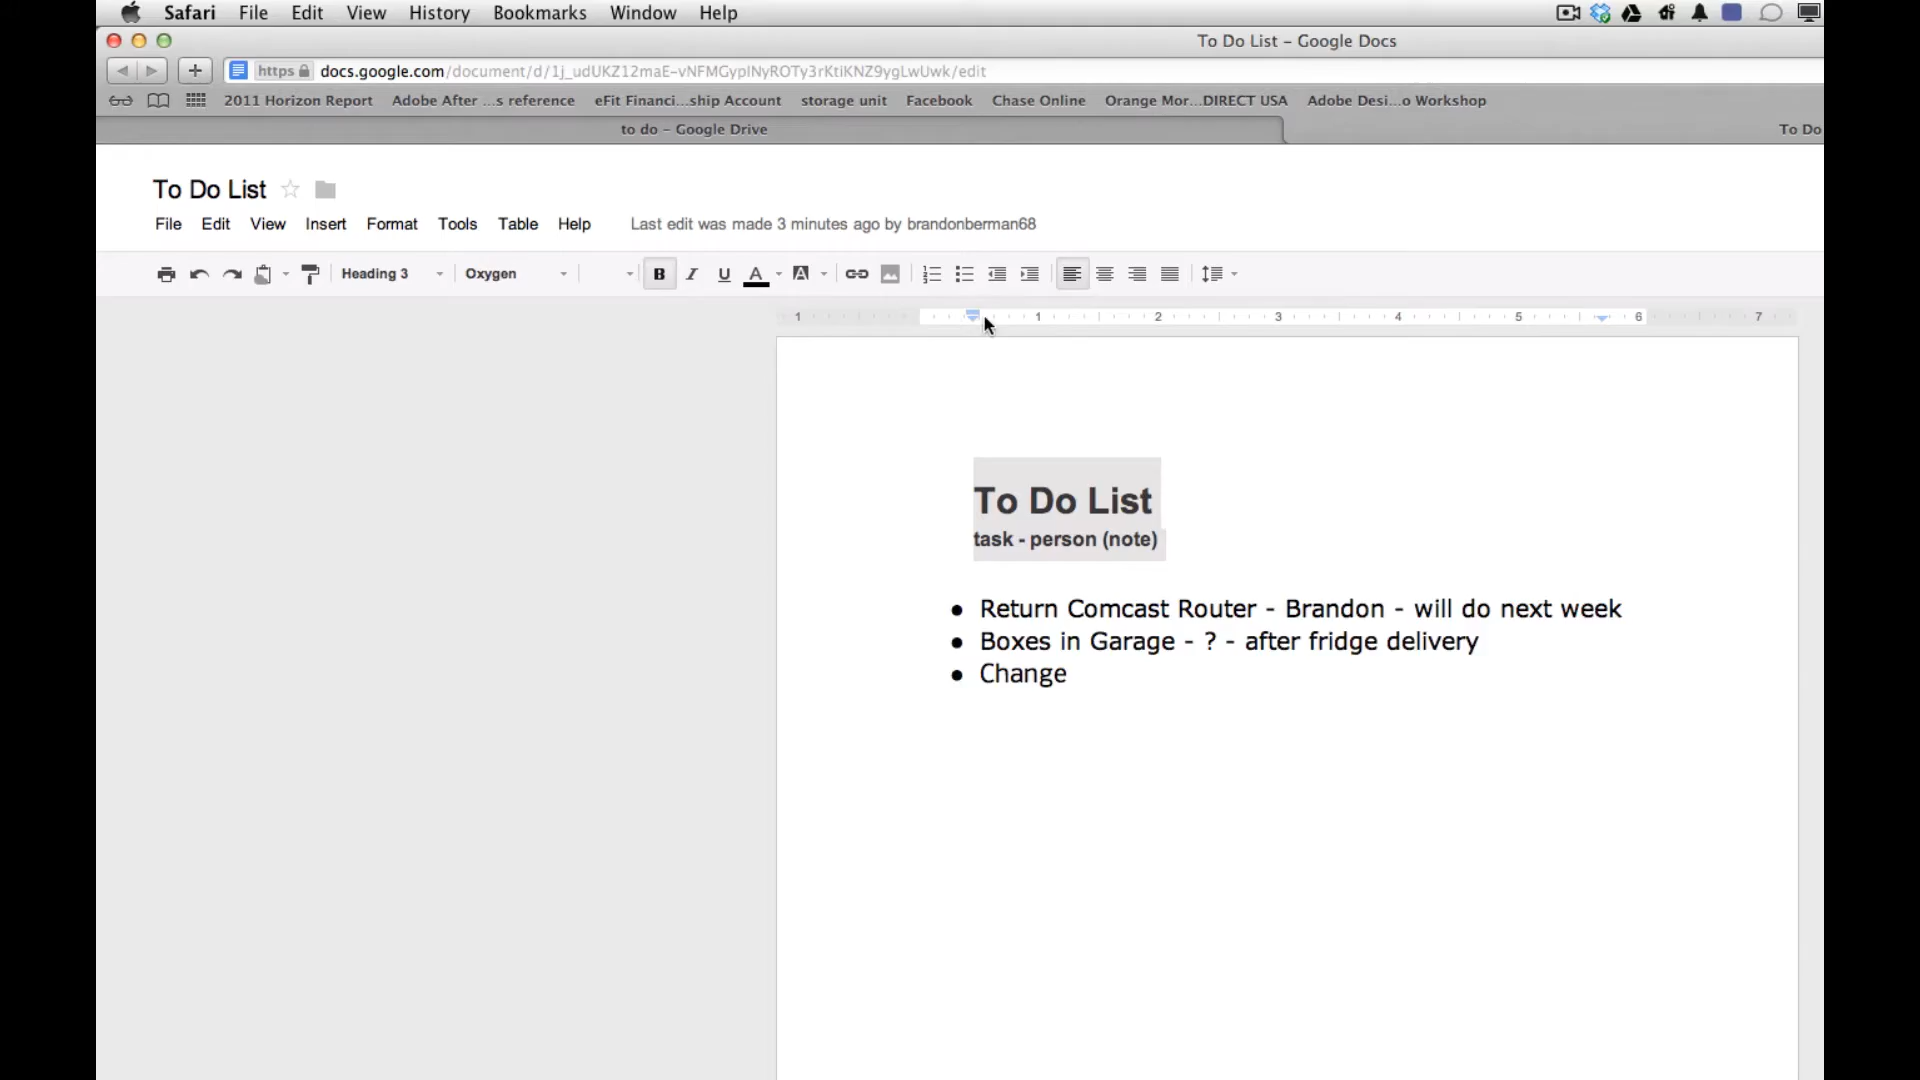 Safari File Edit View History Bookmarks Window Help
To Do List – Google Docs
https docs.google.com/document/d/1j_udUKZ12maE-vNFMGypINyROTy3rKtiKNZ9ygLwUwk/edit
2011 Horizon Report Adobe After ...s reference eFit Financi...ship Account storage unit Facebook Chase Online Orange Mor...DIRECT USA Adobe Desi...o Workshop
to do – Google Drive To Do
To Do List
File Edit View Insert Format Tools Table Help Last edit was made 3 minutes ago by brandonberman68
Heading 3 Oxygen B I U A A
1 1 2 3 4 5 6 7
To Do List
task - person (note)
● Return Comcast Router - Brandon - will do next week
● Boxes in Garage - ? - after fridge delivery
● Change